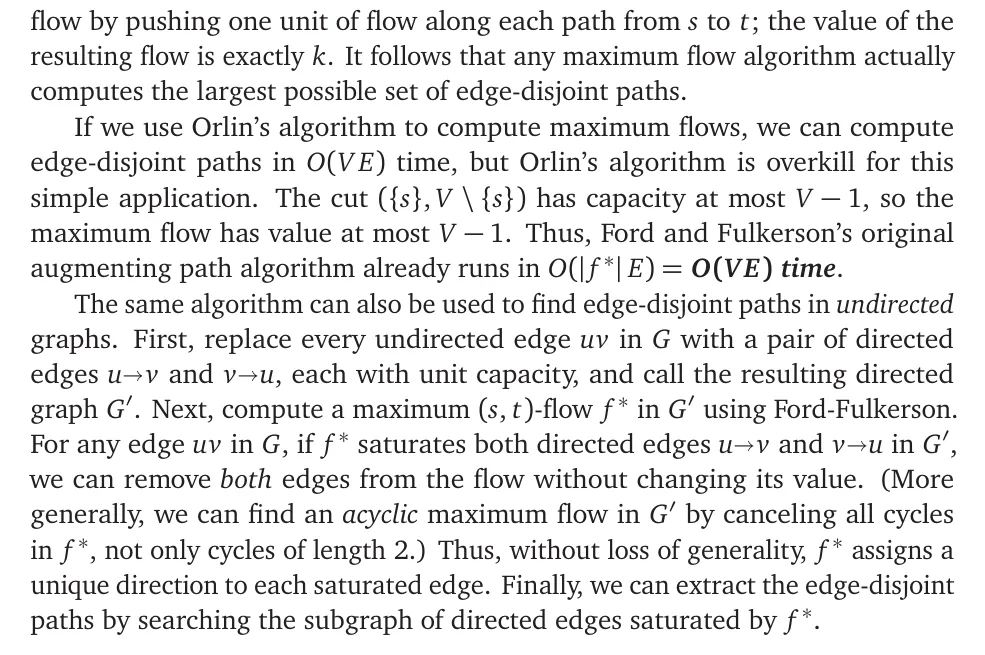 flow by pushing one unit of flow along each path from s to t; the value of the
resulting flow is exactly k. It follows that any maximum flow algorithm actually
computes the largest possible set of edge-disjoint paths.
If we use Orlin’s algorithm to compute maximum flows, we can compute
edge-disjoint paths in O(VE) time, but Orlin’s algorithm is overkill for this
simple application. The cut ({s}, V \ {s}) has capacity at most V − 1, so the
maximum flow has value at most V − 1. Thus, Ford and Fulkerson’s original
augmenting path algorithm already runs in O(|f*| E) = O(VE) time.
The same algorithm can also be used to find edge-disjoint paths in undirected
graphs. First, replace every undirected edge uv in G with a pair of directed
edges u→v and v→u, each with unit capacity, and call the resulting directed
graph G′. Next, compute a maximum (s, t)-flow f* in G′ using Ford-Fulkerson.
For any edge uv in G, if f* saturates both directed edges u→v and v→u in G′,
we can remove both edges from the flow without changing its value. (More
generally, we can find an acyclic maximum flow in G′ by canceling all cycles
in f*, not only cycles of length 2.) Thus, without loss of generality, f* assigns a
unique direction to each saturated edge. Finally, we can extract the edge-disjoint
paths by searching the subgraph of directed edges saturated by f*.